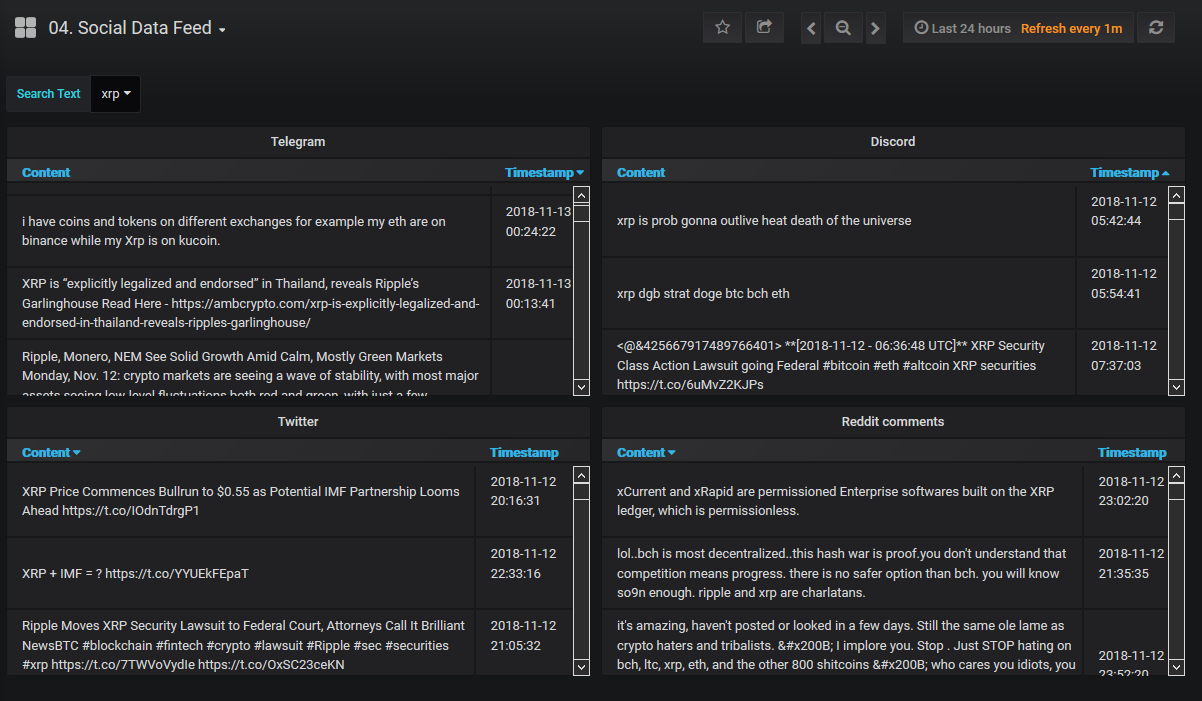 04. Social Data Feed
Last 24 hours Refresh every 1m
Search Text xrp
Telegram
Content Timestamp
i have coins and tokens on different exchanges for example my eth are on
binance while my Xrp is on kucoin.
2018-11-13
00:24:22
XRP is “explicitly legalized and endorsed” in Thailand, reveals Ripple’s
Garlinghouse Read Here - https://ambcrypto.com/xrp-is-explicitly-legalized-and-
endorsed-in-thailand-reveals-ripples-garlinghouse/
2018-11-13
00:13:41
Ripple, Monero, NEM See Solid Growth Amid Calm, Mostly Green Markets
Monday, Nov. 12: crypto markets are seeing a wave of stability, with most major
assets seeing low level fluctuations both red and green, with just a few
Discord
Content Timestamp
xrp is prob gonna outlive heat death of the universe
2018-11-12
05:42:44
xrp dgb strat doge btc bch eth
2018-11-12
05:54:41
<@&425667917489766401> **[2018-11-12 - 06:36:48 UTC]** XRP Security
Class Action Lawsuit going Federal #bitcoin #eth #altcoin XRP securities
https://t.co/6uMvZ2KJPs
2018-11-12
07:37:03
Twitter
Content Timestamp
XRP Price Commences Bullrun to $0.55 as Potential IMF Partnership Looms
Ahead https://t.co/IOdnTdrgP1
2018-11-12
20:16:31
XRP + IMF = ? https://t.co/YYUEkFEpaT
2018-11-12
22:33:16
Ripple Moves XRP Security Lawsuit to Federal Court, Attorneys Call It Brilliant
NewsBTC #blockchain #fintech #crypto #lawsuit #Ripple #sec #securities
#xrp https://t.co/7TWVoVydIe https://t.co/OxSC23ceKN
2018-11-12
21:05:32
Reddit comments
Content Timestamp
xCurrent and xRapid are permissioned Enterprise softwares built on the XRP
ledger, which is permissionless.
2018-11-12
23:02:20
lol..bch is most decentralized..this hash war is proof.you don't understand that
competition means progress. there is no safer option than bch. you will know
so9n enough. ripple and xrp are charlatans.
2018-11-12
21:35:35
it's amazing, haven't posted or looked in a few days. Still the same ole lame as
crypto haters and tribalists. &#x200B; I implore you. Stop . Just STOP hating on
bch, ltc, xrp, eth, and the other 800 shitcoins &#x200B; who cares you idiots, you
2018-11-12
23:52:20